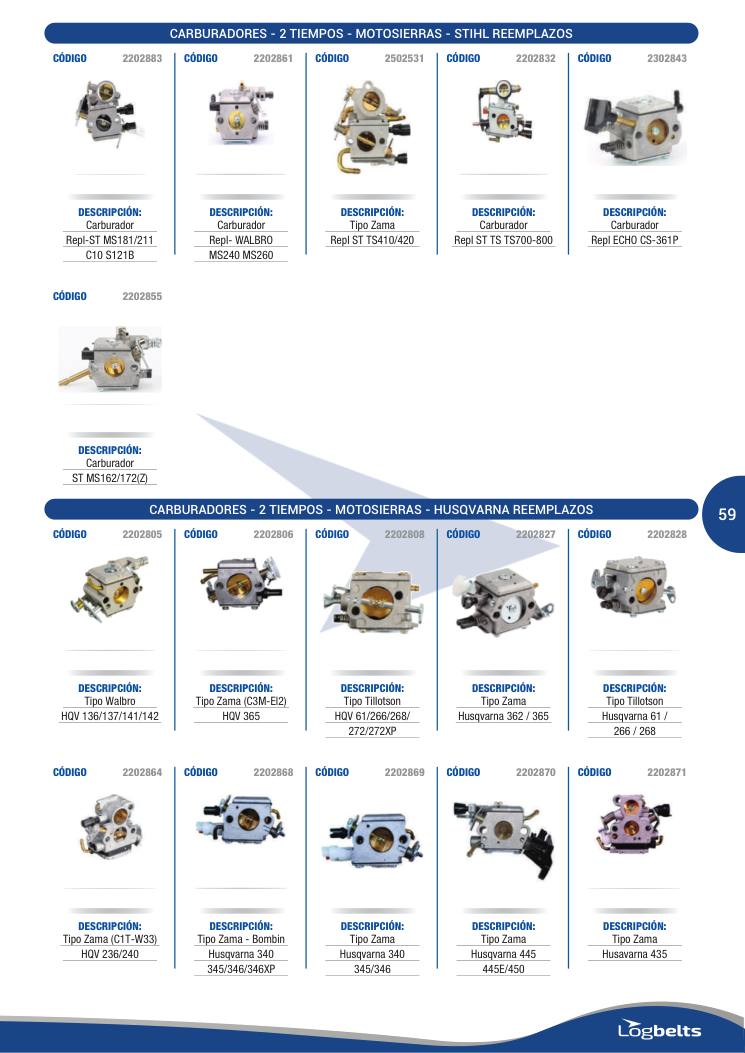 CARBURADORES - 2 TIEMPOS - MOTOSIERRAS - STIHL REEMPLAZOS
CÓDIGO 2202883
DESCRIPCIÓN:
Carburador
Repl-ST MS181/211
C10 S121B
CÓDIGO 2202861
DESCRIPCIÓN:
Carburador
Repl- WALBRO
MS240 MS260
CÓDIGO 2502531
DESCRIPCIÓN:
Tipo Zama
Repl ST TS410/420
CÓDIGO 2202832
DESCRIPCIÓN:
Carburador
Repl ST TS TS700-800
CÓDIGO 2302843
DESCRIPCIÓN:
Carburador
Repl ECHO CS-361P
CÓDIGO 2202855
DESCRIPCIÓN:
Carburador
ST MS162/172(Z)
CARBURADORES - 2 TIEMPOS - MOTOSIERRAS - HUSQVARNA REEMPLAZOS
59
CÓDIGO 2202805
DESCRIPCIÓN:
Tipo Walbro
HQV 136/137/141/142
CÓDIGO 2202806
DESCRIPCIÓN:
Tipo Zama (C3M-El2)
HQV 365
CÓDIGO 2202808
DESCRIPCIÓN:
Tipo Tillotson
HQV 61/266/268/
272/272XP
CÓDIGO 2202827
DESCRIPCIÓN:
Tipo Zama
Husqvarna 362 / 365
CÓDIGO 2202828
DESCRIPCIÓN:
Tipo Tillotson
Husqvarna 61 /
266 / 268
CÓDIGO 2202864
DESCRIPCIÓN:
Tipo Zama (C1T-W33)
HQV 236/240
CÓDIGO 2202868
DESCRIPCIÓN:
Tipo Zama - Bombin
Husqvarna 340
345/346/346XP
CÓDIGO 2202869
DESCRIPCIÓN:
Tipo Zama
Husqvarna 340
345/346
CÓDIGO 2202870
DESCRIPCIÓN:
Tipo Zama
Husqvarna 445
445E/450
CÓDIGO 2202871
DESCRIPCIÓN:
Tipo Zama
Husavarna 435
Logbelts